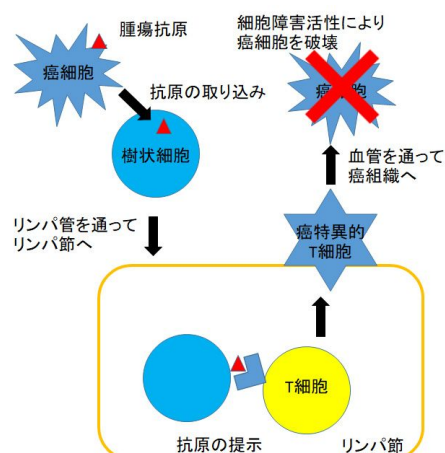 腫瘍抗原
癌細胞
抗原の取り込み
樹状細胞
リンパ管を通って
リンパ節へ
抗原の提示
T細胞
リンパ節
癌特異的
T細胞
血管を通って
癌組織へ
細胞障害活性により
癌細胞を破壊
癌細胞